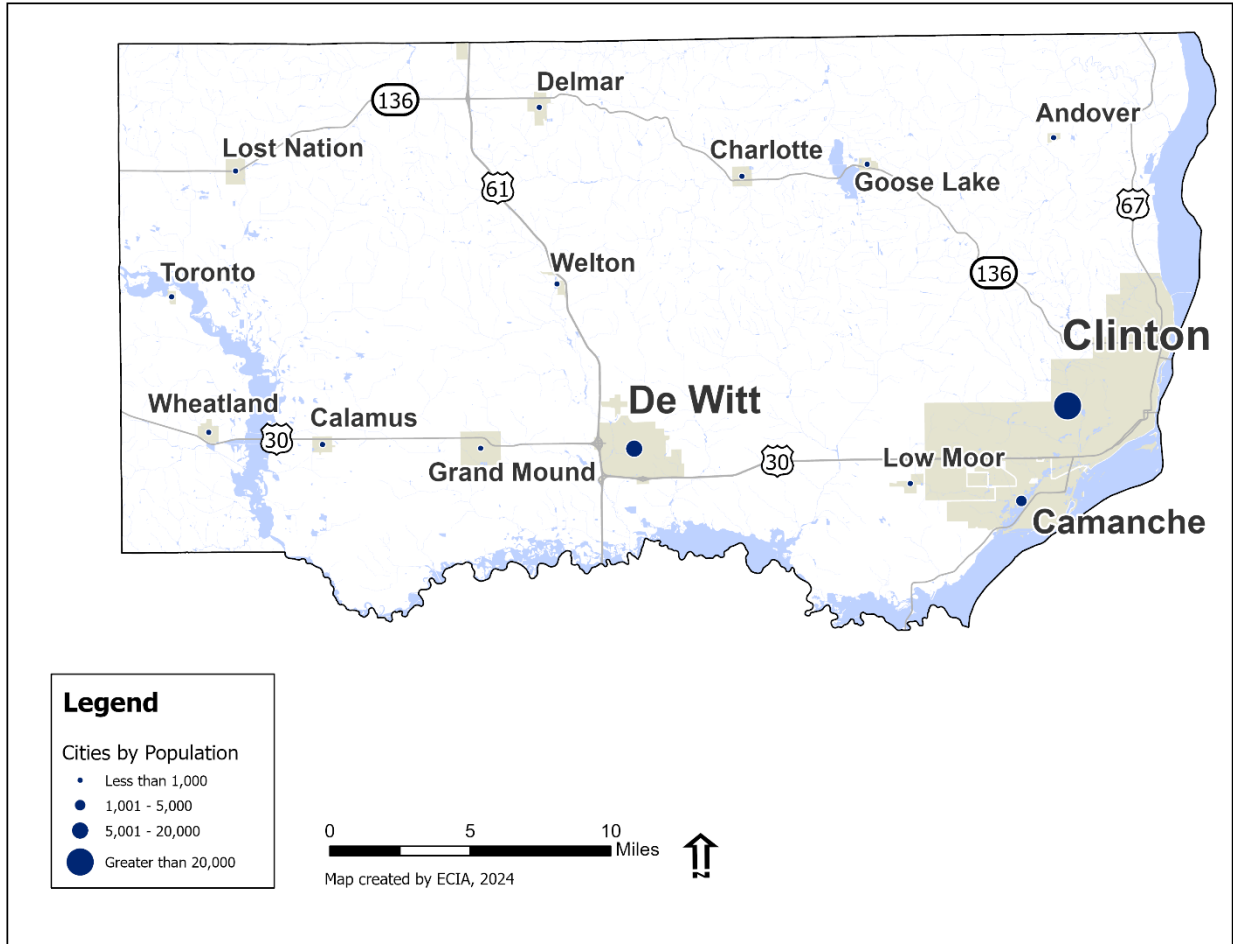 Delmar
136
Andover
Lost Nation
Charlotte
61
Goose Lake
67
Toronto
Welton
136
Clinton
De Witt
Wheatland
Calamus
30
Grand Mound
30
Low Moor
Camanche
Legend
Cities by Population
Less than 1,000
1,001 - 5,000
5,001 - 20,000
Greater than 20,000
0 5 10
Miles
Map created by ECIA, 2024
N